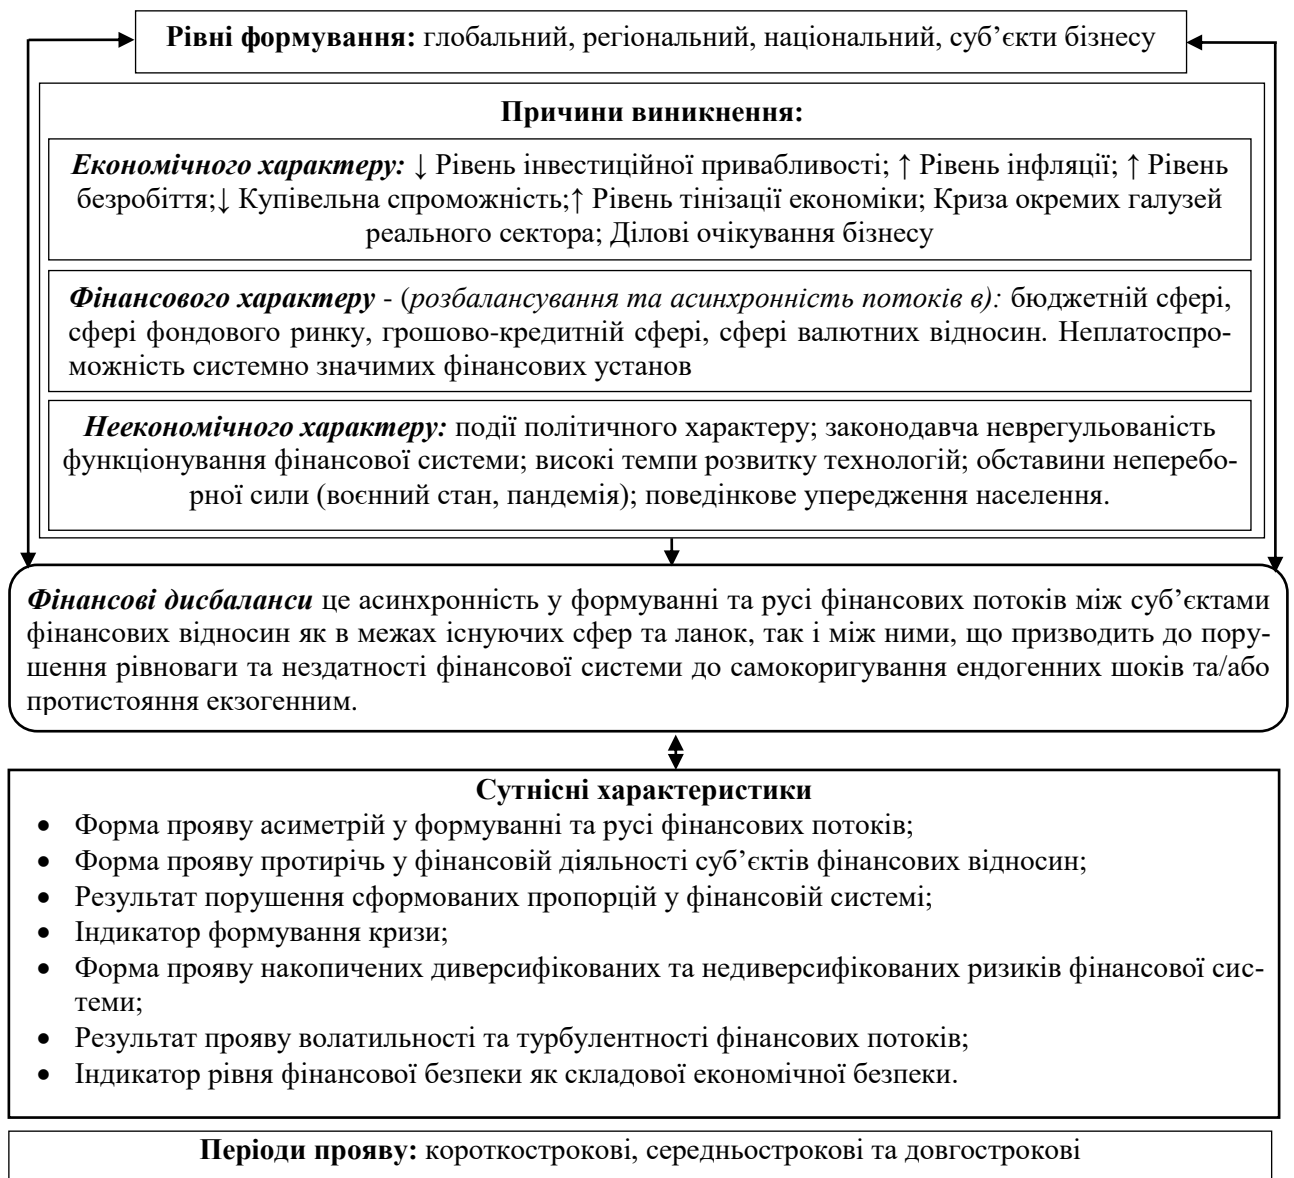 Рівні формування: глобальний, регіональний, національний, суб’єкти бізнесу
Причини виникнення:
Економічного характеру: ↓ Рівень інвестиційної привабливості; ↑ Рівень інфляції; ↑ Рівень
безробіття;↓ Купівельна спроможність;↑ Рівень тінізації економіки; Криза окремих галузей
реального сектора; Ділові очікування бізнесу
Фінансового характеру - (розбалансування та асинхронність потоків в): бюджетній сфері,
сфері фондового ринку, грошово-кредитній сфері, сфері валютних відносин. Неплатоспро-
можність системно значимих фінансових установ
Неекономічного характеру: події політичного характеру; законодавча неврегульованість
функціонування фінансової системи; високі темпи розвитку технологій; обставини непереbo-
рної сили (воєнний стан, пандемія); поведінкове упередження населення.
Фінансові дисбаланси це асинхронність у формуванні та русі фінансових потоків між суб’єктами
фінансових відносин як в межах існуючих сфер та ланок, так і між ними, що призводить до пору-
шення рівноваги та нездатності фінансової системи до самокоригування ендогенних шоків та/або
протистояння екзогенним.
Сутнісні характеристики
• Форма прояву асиметрій у формуванні та русі фінансових потоків;
• Форма прояву протирічь у фінансовій діяльності суб’єктів фінансових відносин;
• Результат порушення сформованих пропорцій у фінансовій системі;
• Індикатор формування кризи;
• Форма прояву накопичених диверсифікованих та недиверсифікованих ризиків фінансової сис-
теми;
• Результат прояву волатильності та турбулентності фінансових потоків;
• Індикатор рівня фінансової безпеки як складової економічної безпеки.
Періоди прояву: короткострокові, середньострокові та довгострокові